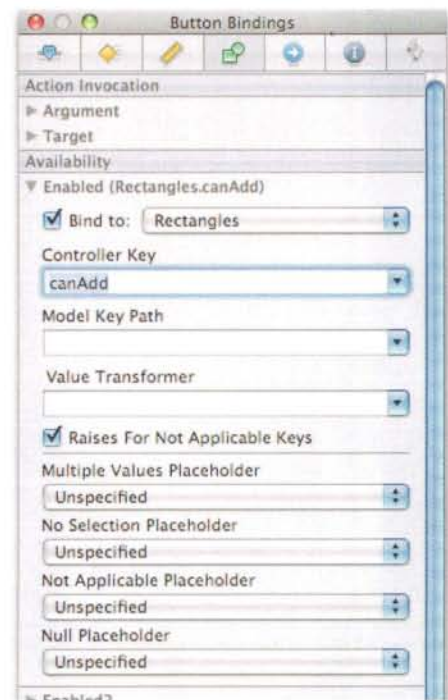 Button Bindings
Action Invocation
Argument
Target
Availability
Enabled (Rectangles.canAdd)
Bind to: Rectangles
Controller Key
canAdd
Model Key Path
Value Transformer
Raises For Not Applicable Keys
Multiple Values Placeholder
Unspecified
No Selection Placeholder
Unspecified
Not Applicable Placeholder
Unspecified
Null Placeholder
Unspecified
Enabled2